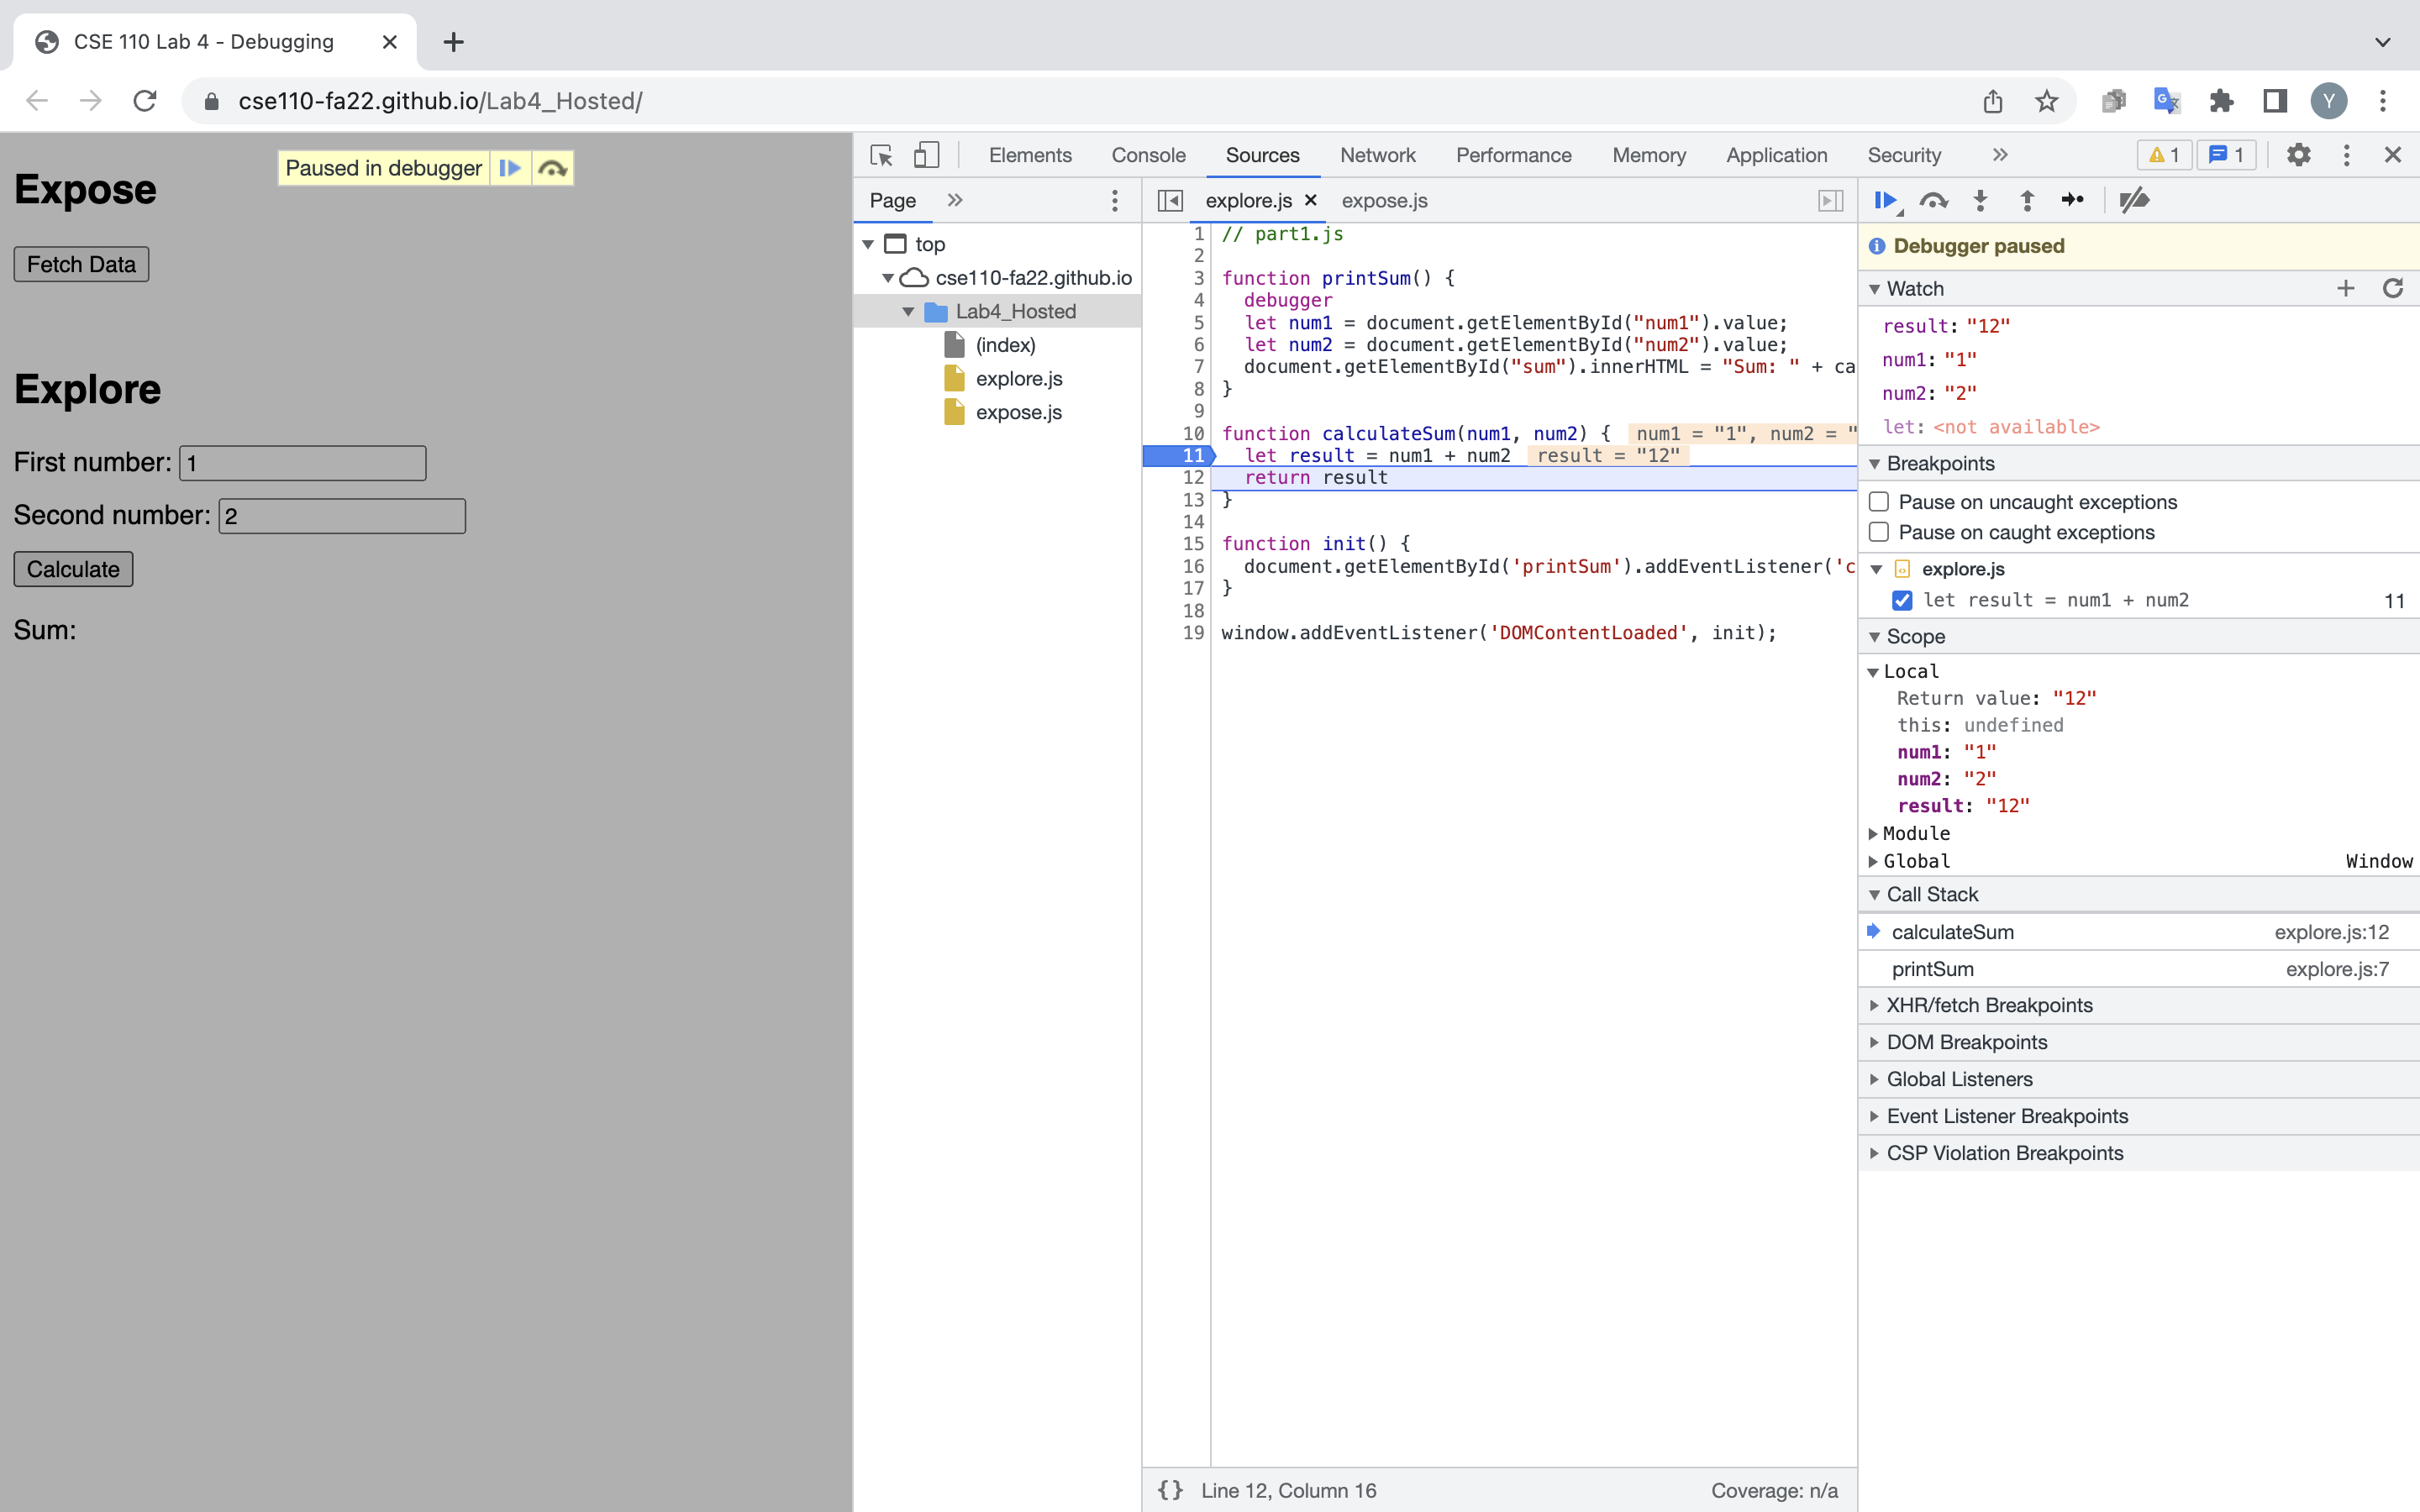 CSE 110 Lab 4 - Debugging
cse110-fa22.github.io/Lab4_Hosted/
Y
Paused in debugger
Expose
Fetch Data
Explore
First number: 1
Second number: 2
Calculate
Sum:
Elements Console Sources Network Performance Memory Application Security » 1 1
Page »
top
cse110-fa22.github.io
Lab4_Hosted
(index)
explore.js
expose.js
explore.js expose.js
1 // part1.js
2
3 function printSum() {
4 debugger
5 let num1 = document.getElementById("num1").value;
6 let num2 = document.getElementById("num2").value;
7 document.getElementById("sum").innerHTML = "Sum: " + ca
8 }
9
10 function calculateSum(num1, num2) { num1 = "1", num2 = "
11 let result = num1 + num2 result = "12"
12 return result
13 }
14
15 function init() {
16 document.getElementById('printSum').addEventListener('c
17 }
18
19 window.addEventListener('DOMContentLoaded', init);
{} Line 12, Column 16 Coverage: n/a
Debugger paused
Watch
result: "12"
num1: "1"
num2: "2"
let: <not available>
Breakpoints
Pause on uncaught exceptions
Pause on caught exceptions
explore.js
let result = num1 + num2 11
Scope
Local
Return value: "12"
this: undefined
num1: "1"
num2: "2"
result: "12"
Module
Global Window
Call Stack
calculateSum explore.js:12
printSum explore.js:7
XHR/fetch Breakpoints
DOM Breakpoints
Global Listeners
Event Listener Breakpoints
CSP Violation Breakpoints